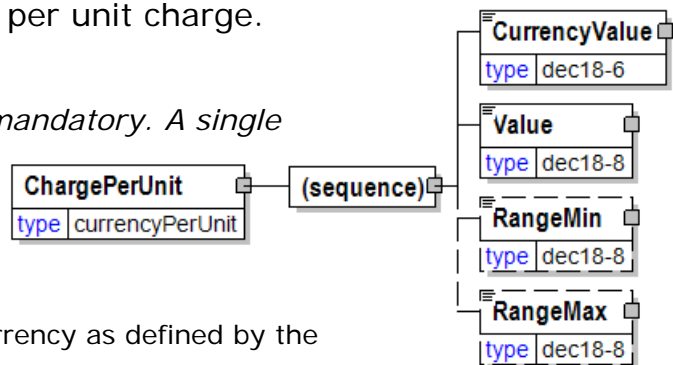 per unit charge.
CurrencyValue
type dec18-6
mandatory. A single
Value
type dec18-8
ChargePerUnit
type currencyPerUnit
(sequence)
RangeMin
type dec18-8
RangeMax
type dec18-8
rrency as defined by the